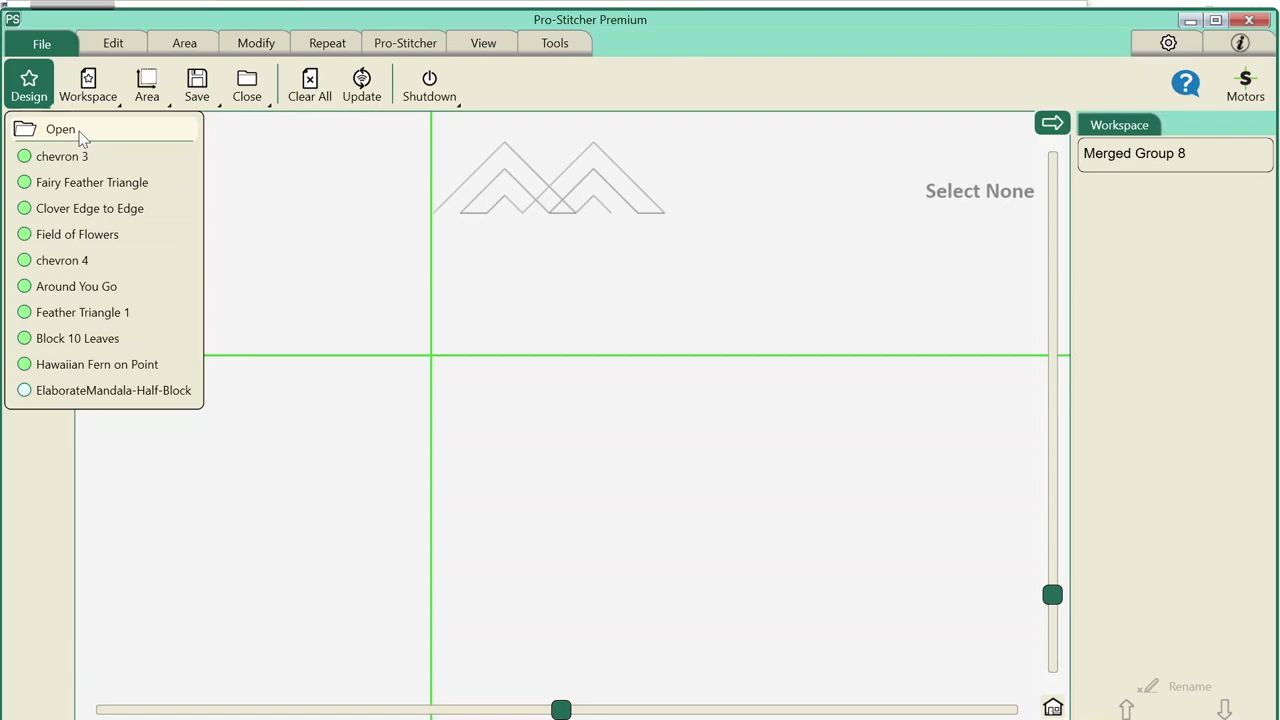 PS
Pro-Stitcher Premium
File Edit Area Modify Repeat Pro-Stitcher View Tools
Design Workspace Area Save Close Clear All Update Shutdown Motors
Open
Workspace
chevron 3
Merged Group 8
Fairy Feather Triangle
Select None
Clover Edge to Edge
Field of Flowers
chevron 4
Around You Go
Feather Triangle 1
Block 10 Leaves
Hawaiian Fern on Point
ElaborateMandala-Half-Block
Rename